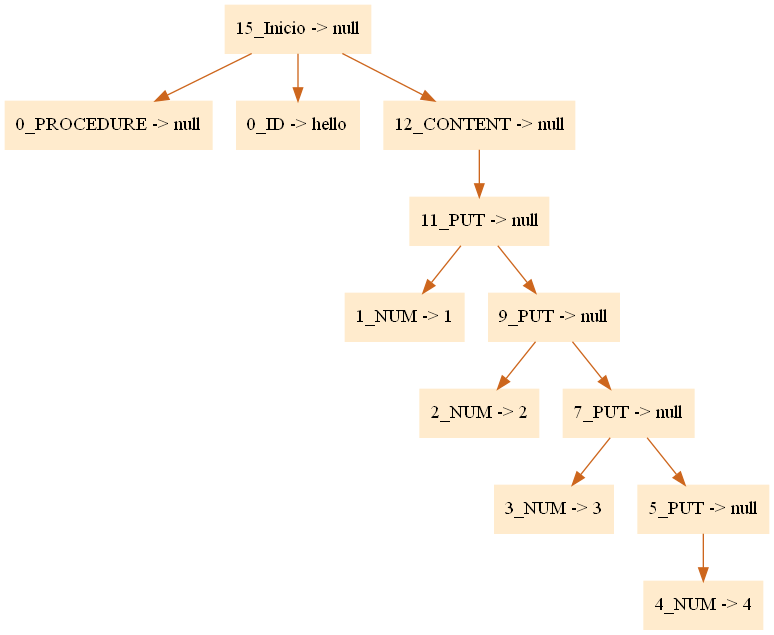 15_Inicio -> null
0_PROCEDURE -> null
0_ID -> hello
12_CONTENT -> null
11_PUT -> null
1_NUM -> 1
9_PUT -> null
2_NUM -> 2
7_PUT -> null
3_NUM -> 3
5_PUT -> null
4_NUM -> 4